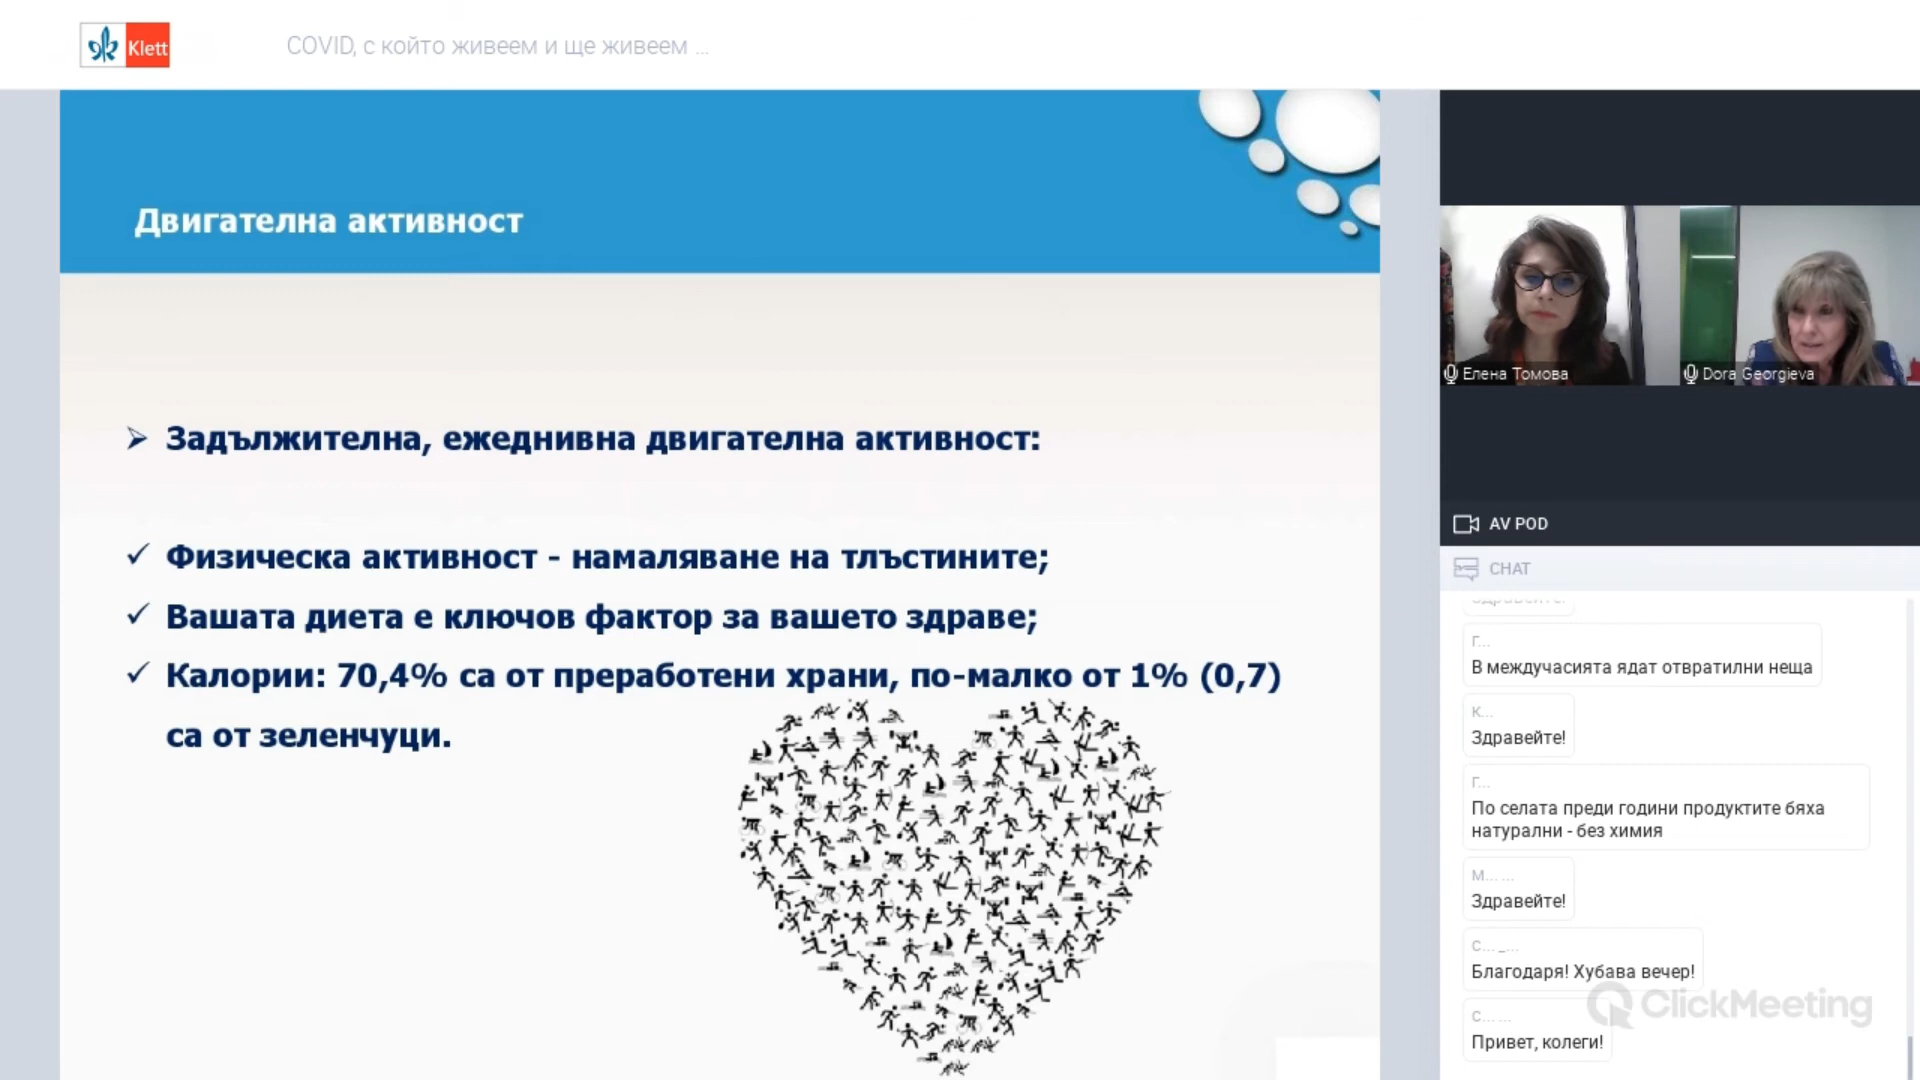 Klett
COVID, с който живеем и ще живеем ...
Двигателна активност
Задължителна, ежеднивна двигателна активност:
Физическа активност - намаляване на тлъстините;
Вашата диета е ключов фактор за вашето здраве;
Калории: 70,4% са от преработени храни, по-малко от 1% (0,7)
са от зеленчуци.
Елена Томова
Dora Georgieva
AV POD
CHAT
Здравейте!
Г...
В междучасията ядат отвратилни неща
К...
Здравейте!
Г...
По селата преди години продуктите бяха
натурални - без химия
М... ...
Здравейте!
С... _...
Благодаря! Хубава вечер!
ClickMeeting
С... ...
Привет, колеги!